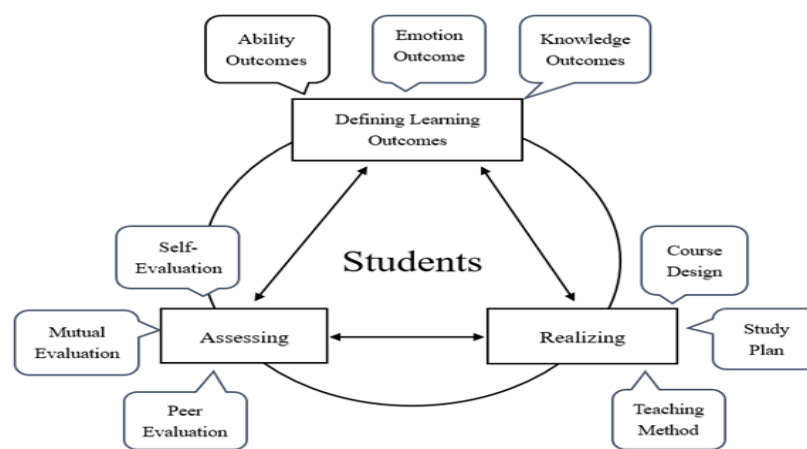 Ability
Outcomes
Emotion
Outcome
Knowledge
Outcomes
Defining Learning
Outcomes
Self-
Evaluation
Students
Course
Design
Mutual
Evaluation
Assessing
Realizing
Study
Plan
Peer
Evaluation
Teaching
Method